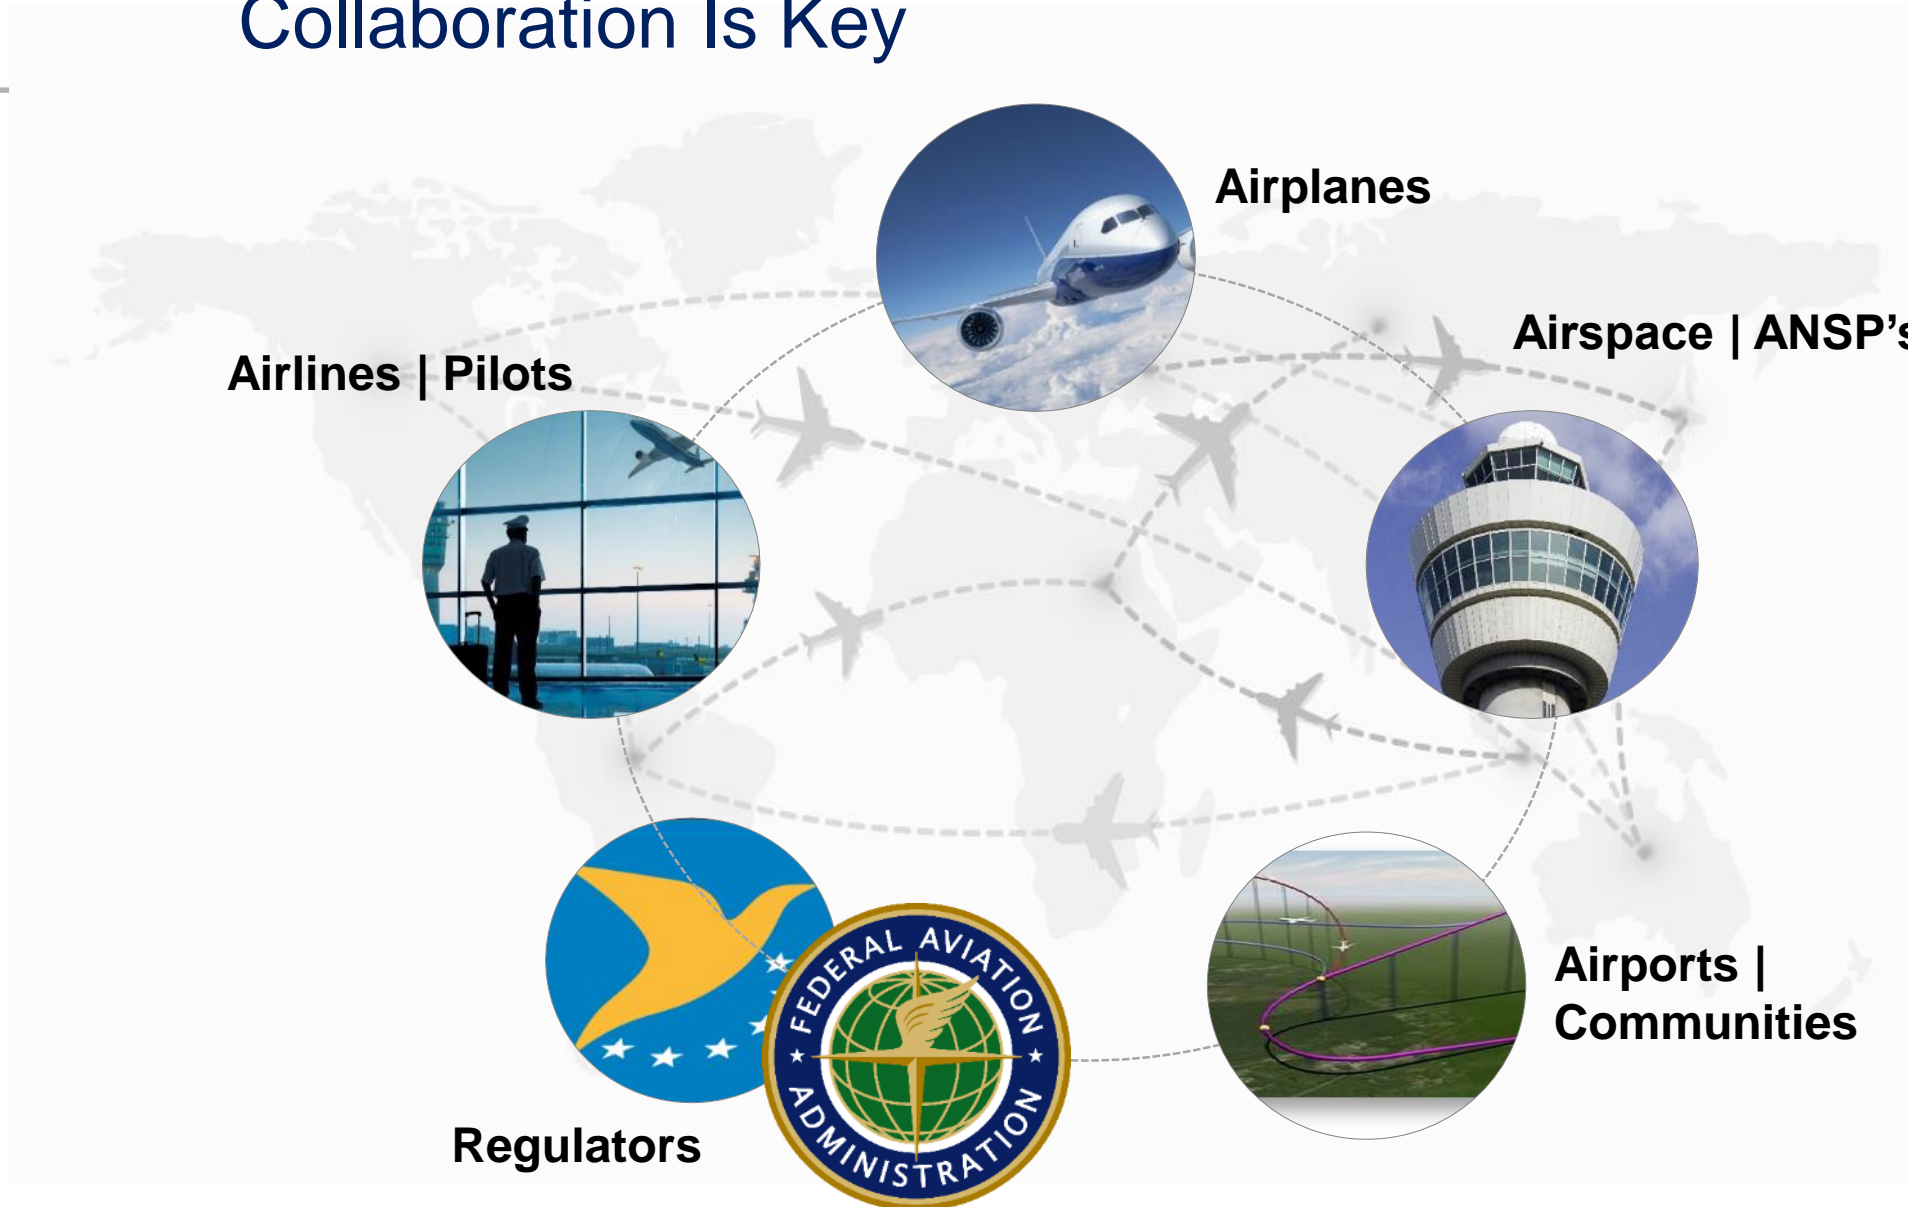 Collaboration Is Key
Airplanes
Airspace | ANSP's
Airlines | Pilots
FEDERAL AVIATION
ADMINISTRATION
Airports |
Communities
Regulators